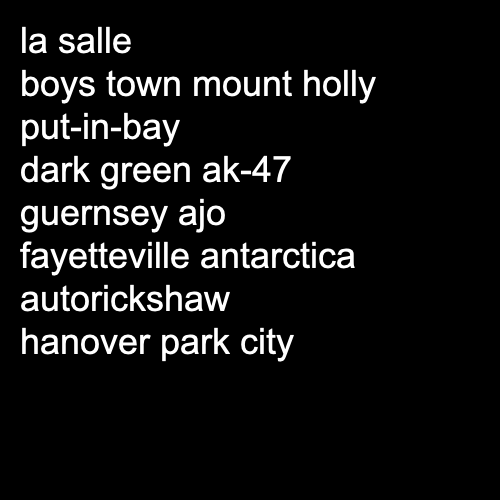 la salle
boys town mount holly
put-in-bay
dark green ak-47
guernsey ajo
fayetteville antarctica
autorickshaw
hanover park city